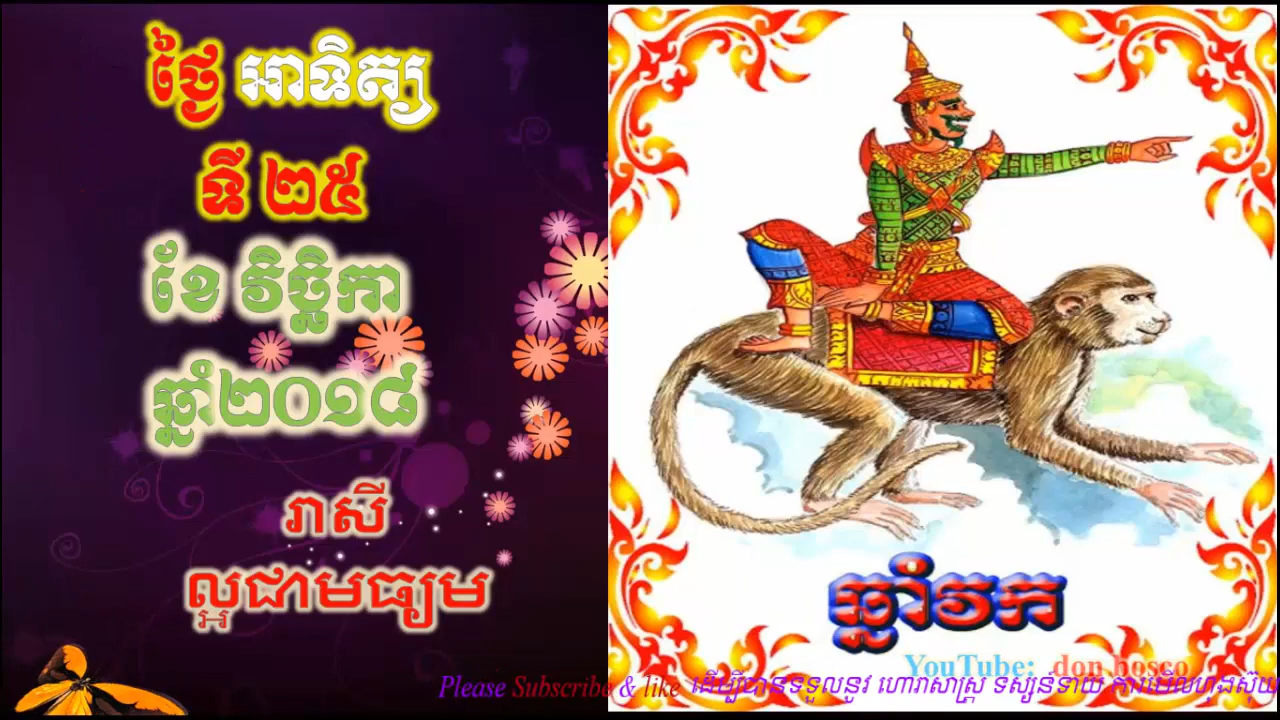 ថ្ងៃ អាទិត្យ
ទី ២៥
ខែ វិច្ឆិកា
ឆ្នាំ២០១៨
រាសី
ល្អជាមធ្យម
ឆ្នាំវក
YouTube: don bosco
Please Subscribe & like ដើម្បីបានទទួលនូវ ហោរាសាស្ត្រ ទស្សន៍ទាយ ការមើលហុងស៊ុយ